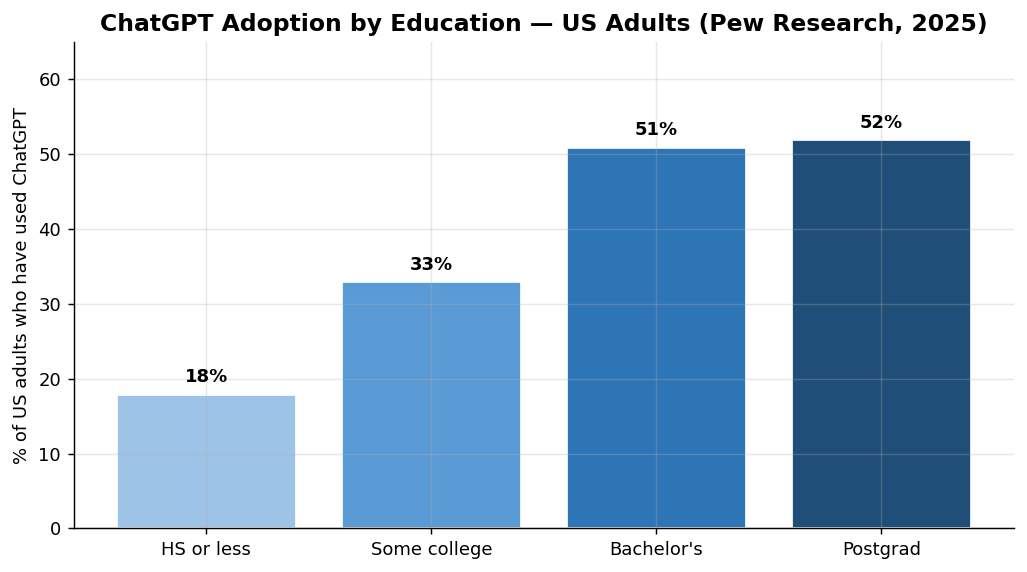 ChatGPT Adoption by Education — US Adults (Pew Research, 2025)
% of US adults who have used ChatGPT
60
50
40
30
20
10
0
18%
33%
51%
52%
HS or less
Some college
Bachelor's
Postgrad